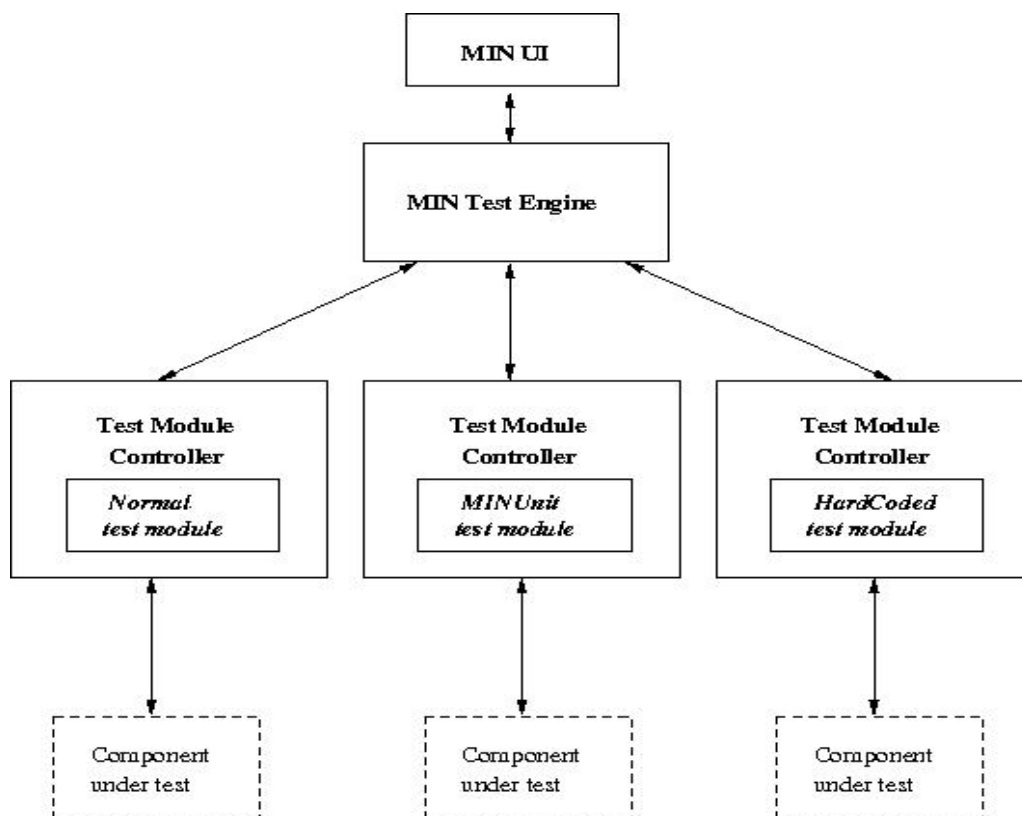 MIN UI
MIN Test Engine
Test Module
Controller
Normal
test module
Test Module
Controller
MINUnit
test module
Test Module
Controller
HardCoded
test module
Component
under test
Component
under test
Component
under test